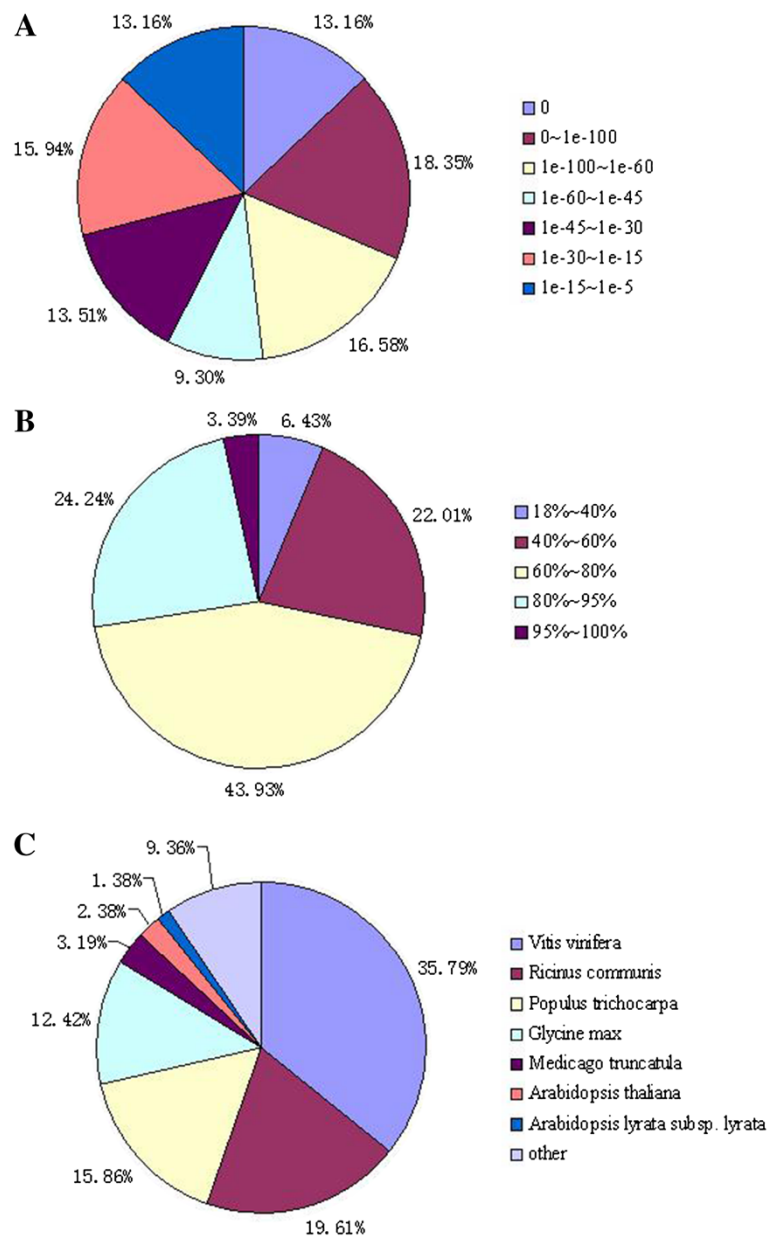 A
13.16%
13.16%
18.35%
16.58%
9.30%
13.51%
15.94%
0
0~1e-100
1e-100~1e-60
1e-60~1e-45
1e-45~1e-30
1e-30~1e-15
1e-15~1e-5
B
3.39%
6.43%
22.01%
43.93%
24.24%
18%~40%
40%~60%
60%~80%
80%~95%
95%~100%
C
9.36%
1.38%
2.38%
3.19%
12.42%
15.86%
19.61%
35.79%
Vitis vinifera
Ricinus communis
Populus trichocarpa
Glycine max
Medicago truncatula
Arabidopsis thaliana
Arabidopsis lyrata subsp. lyrata
other